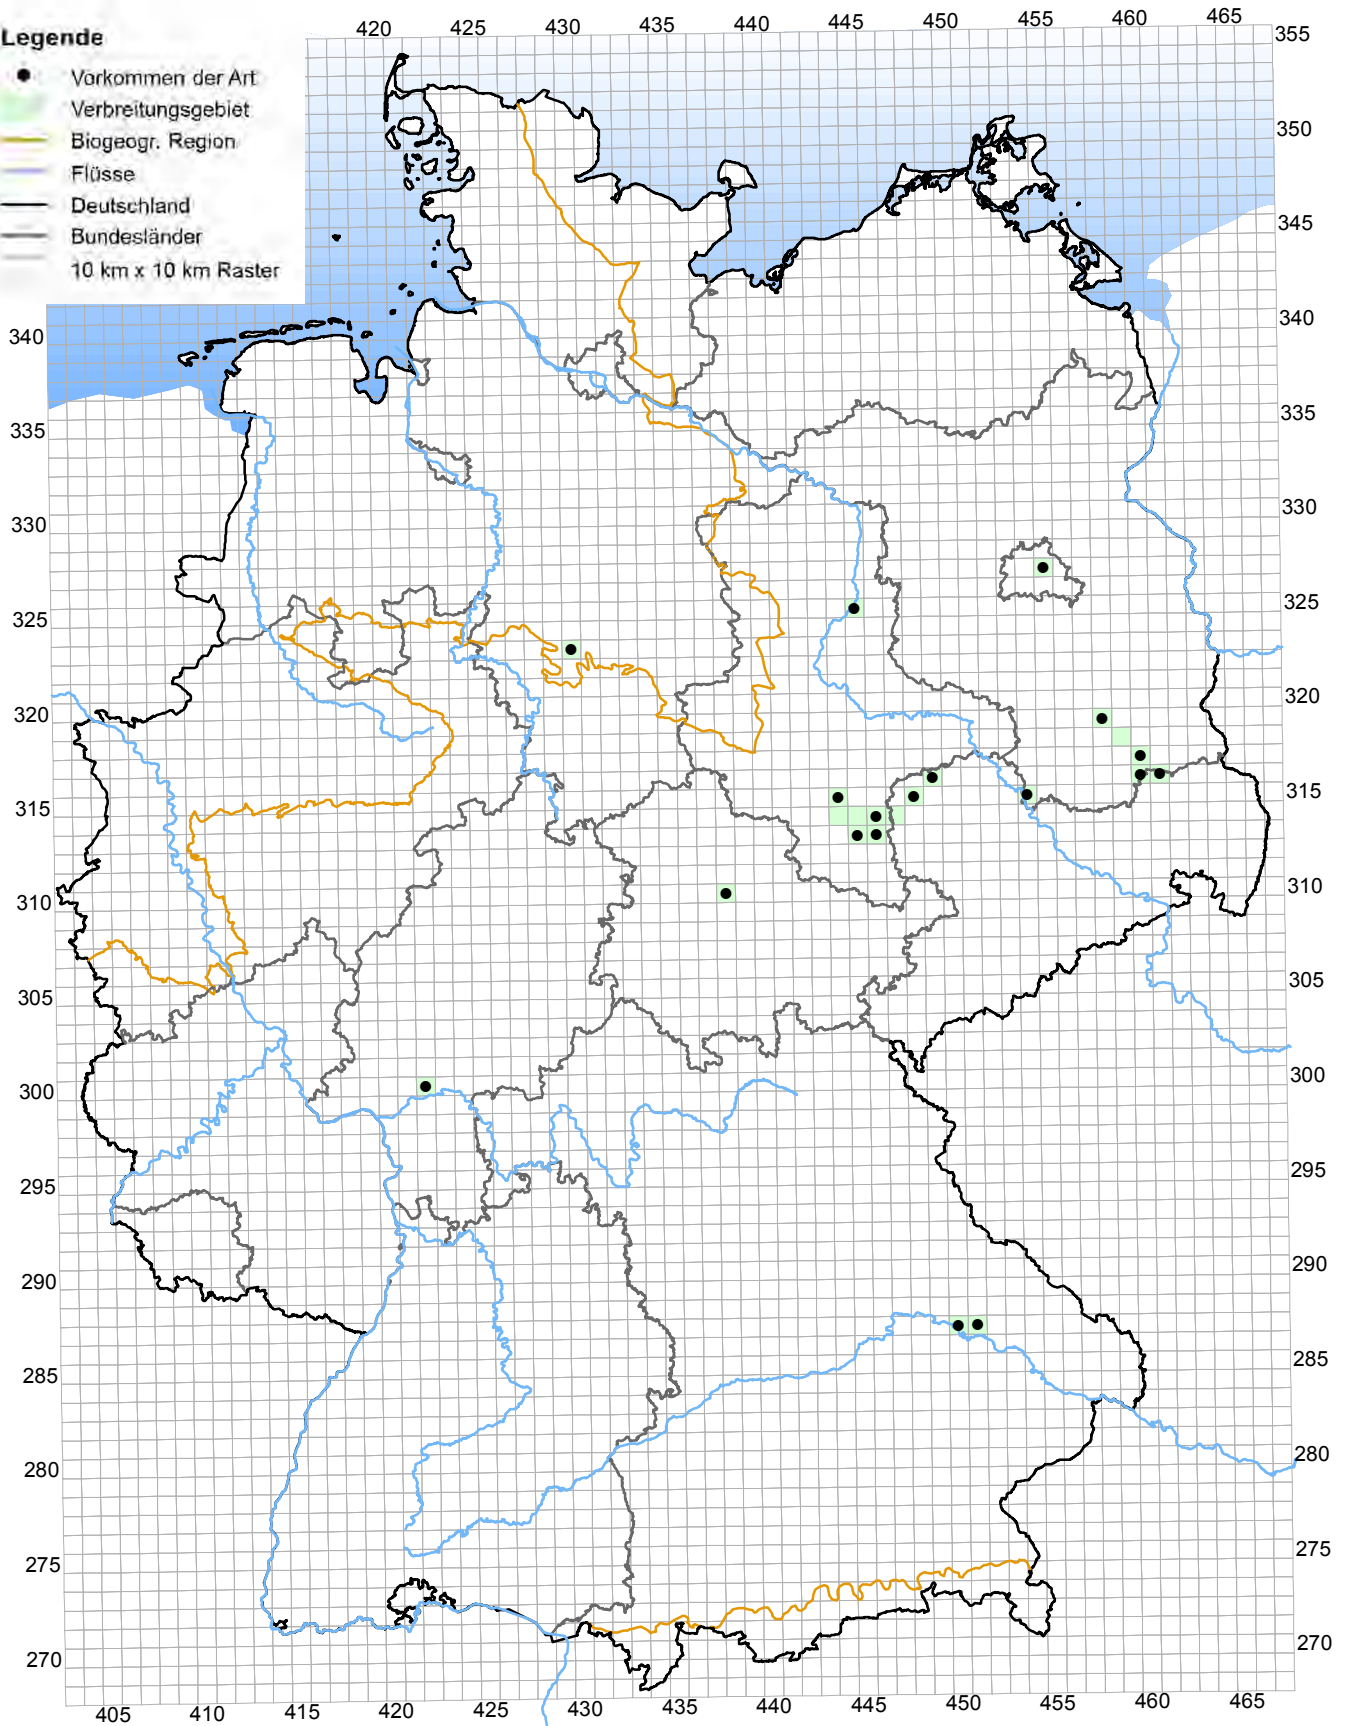 Legende
Vorkommen der Art
Verbreitungsgebiet
Biogeogr. Region
Flüsse
Deutschland
Bundesländer
10 km x 10 km Raster
420 425 430 435 440 445 450 455 460 465
355
350
345
340 340
335 335
330 330
325 325
320 320
315 315
310 310
305 305
300 300
295 295
290 290
285 285
280 280
275 275
270 270
405 410 415 420 425 430 435 440 445 450 455 460 465